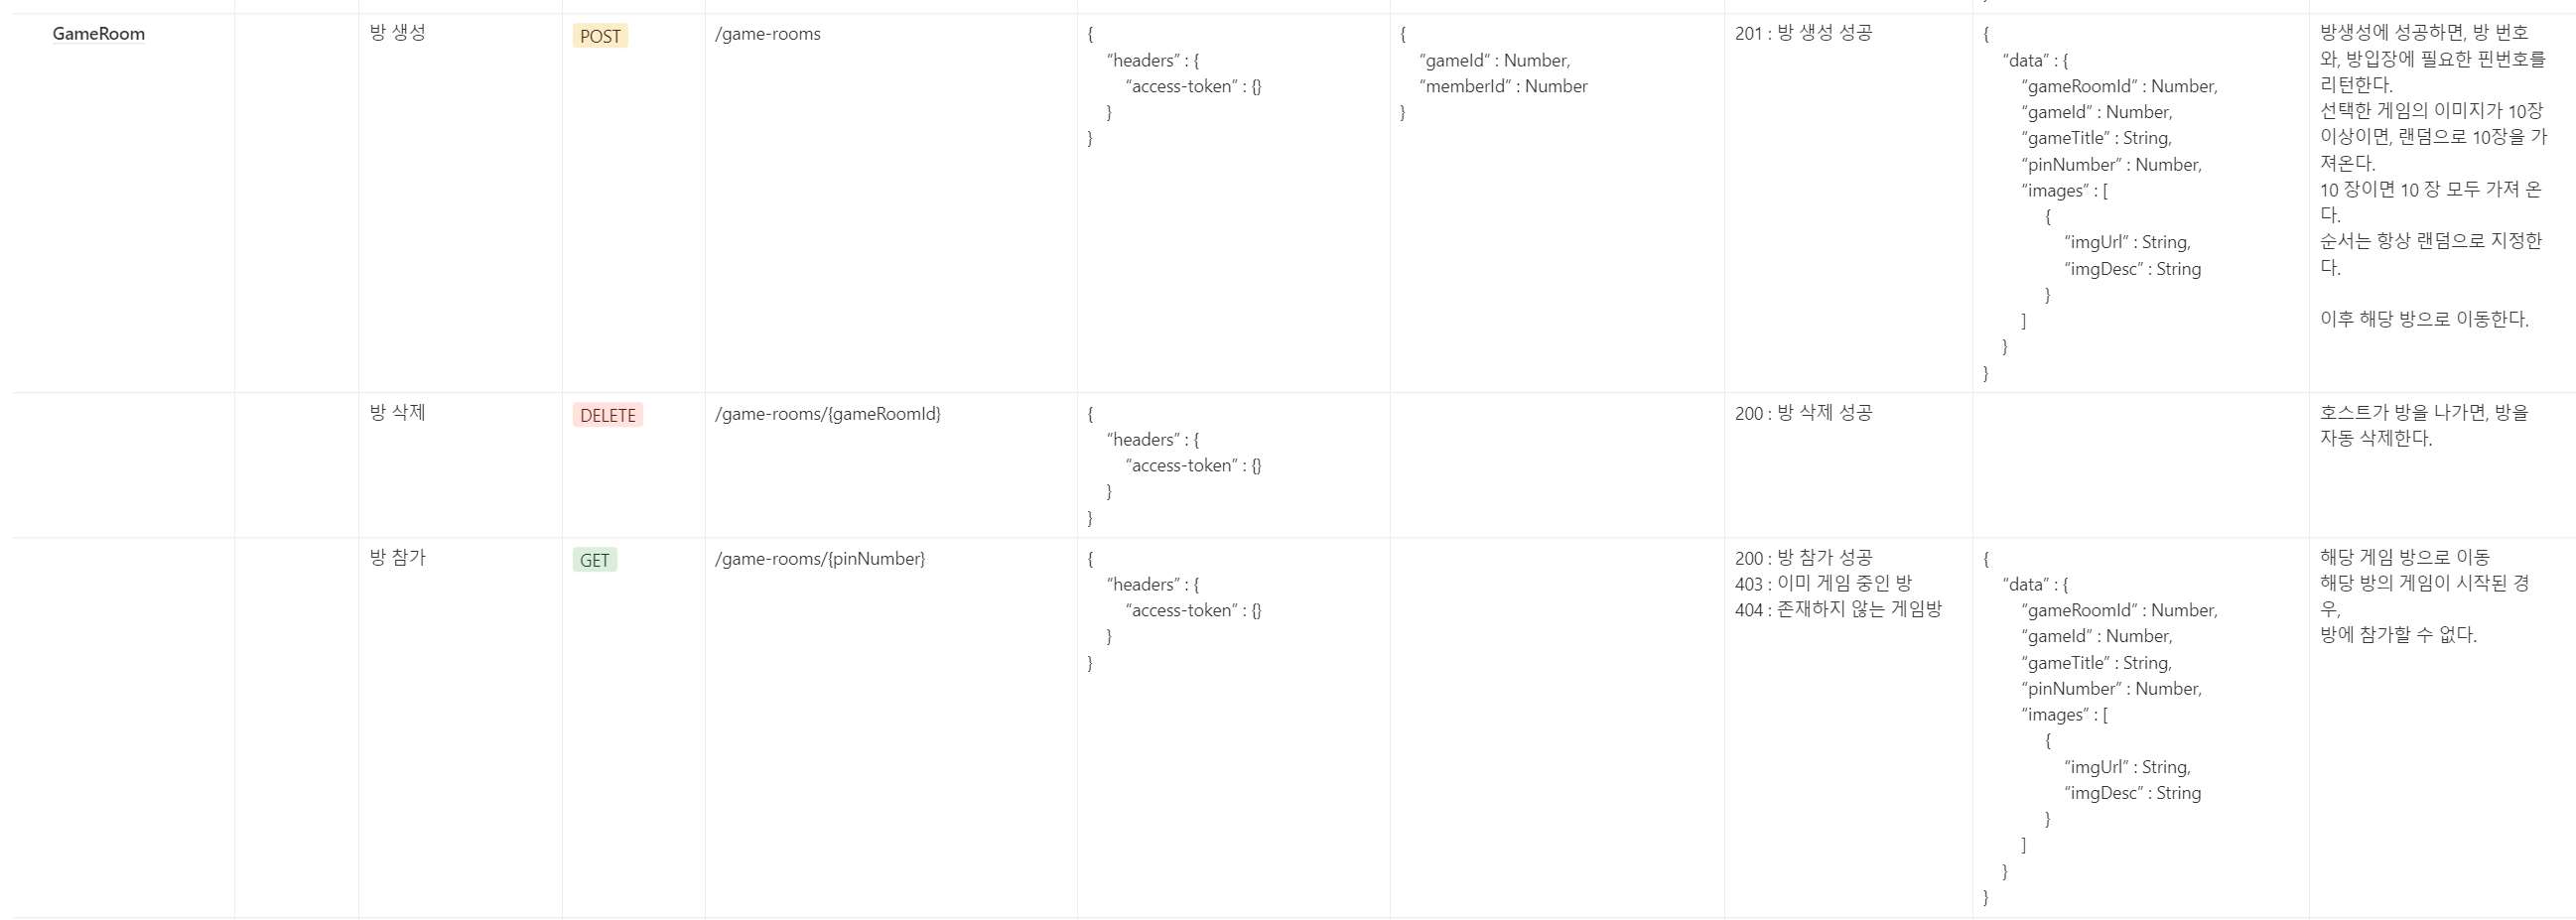 GameRoom
방 생성
POST
/game-rooms
{
“headers” : {
“access-token” : {}
}
}
{
“gameId” : Number,
“memberId” : Number
}
201 : 방 생성 성공
{
“data” : {
“gameRoomId” : Number,
“gameId” : Number,
“gameTitle” : String,
“pinNumber” : Number,
“images” : [
{
“imgUrl” : String,
“imgDesc” : String
}
]
}
}
방생성에 성공하면, 방 번호
와, 방입장에 필요한 핀번호를
리턴한다.
선택한 게임의 이미지가 10장
이상이면, 랜덤으로 10장을 가
져온다.
10 장이면 10 장 모두 가져 온
다.
순서는 항상 랜덤으로 지정한
다.
이후 해당 방으로 이동한다.
방 삭제
DELETE
/game-rooms/{gameRoomId}
{
“headers” : {
“access-token” : {}
}
}
200 : 방 삭제 성공
호스트가 방을 나가면, 방을
자동 삭제한다.
방 참가
GET
/game-rooms/{pinNumber}
{
“headers” : {
“access-token” : {}
}
}
200 : 방 참가 성공
403 : 이미 게임 중인 방
404 : 존재하지 않는 게임방
{
“data” : {
“gameRoomId” : Number,
“gameId” : Number,
“gameTitle” : String,
“pinNumber” : Number,
“images” : [
{
“imgUrl” : String,
“imgDesc” : String
}
]
}
}
해당 게임 방으로 이동
해당 방의 게임이 시작된 경
우,
방에 참가할 수 없다.